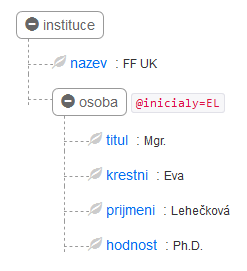 instituce
nazev : FF UK
osoba @inicialy=EL
titul : Mgr.
krestni : Eva
prijmeni : Lehečková
hodnost : Ph.D.